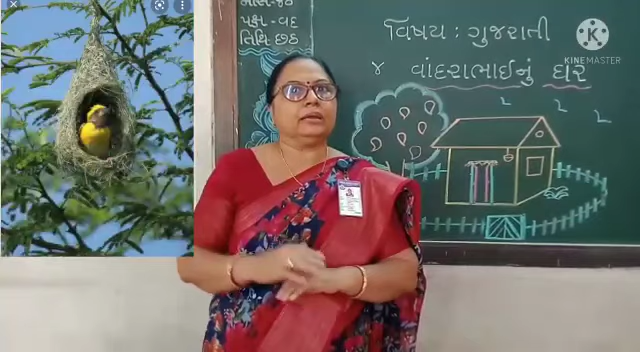 માસ-જેઠ
પક્ષ - વદ
તિથિ છઠ
વિષય : ગુજરાતી
૪ વાંદરાભાઈનું ઘર
KINEMASTER